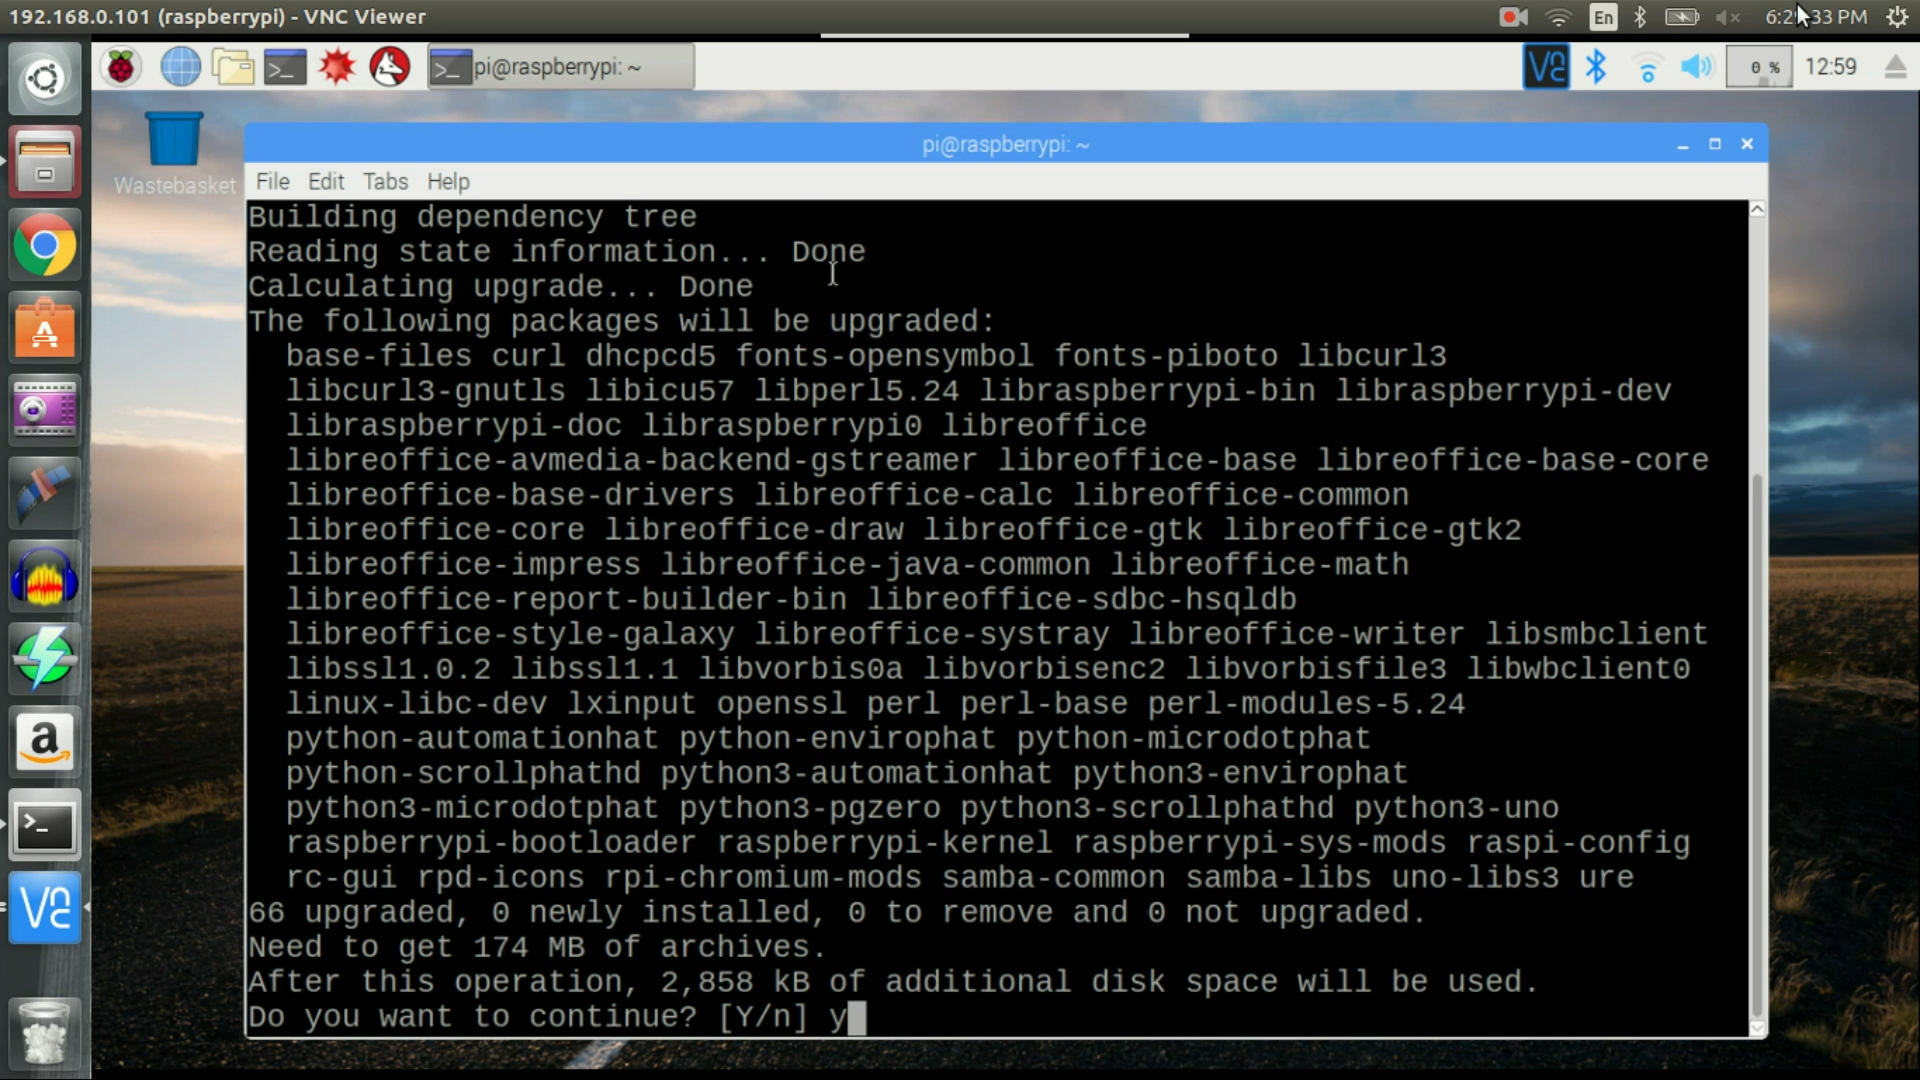 192.168.0.101 (raspberrypi) - VNC Viewer
En
33 PM
pi@raspberrypi: ~
0 %
12:59
Wastebasket
pi@raspberrypi: ~
File Edit Tabs Help
Building dependency tree
Reading state information... Done
Calculating upgrade... Done
The following packages will be upgraded:
base-files curl dhcpcd5 fonts-opensymbol fonts-piboto libcurl3
libcurl3-gnutls libicu57 libperl5.24 libraspberrypi-bin libraspberrypi-dev
libraspberrypi-doc libraspberrypi0 libreoffice
libreoffice-avmedia-backend-gstreamer libreoffice-base libreoffice-base-core
libreoffice-base-drivers libreoffice-calc libreoffice-common
libreoffice-core libreoffice-draw libreoffice-gtk libreoffice-gtk2
libreoffice-impress libreoffice-java-common libreoffice-math
libreoffice-report-builder-bin libreoffice-sdbc-hsqldb
libreoffice-style-galaxy libreoffice-systray libreoffice-writer libsmbclient
libssl1.0.2 libssl1.1 libvorbis0a libvorbisenc2 libvorbisfile3 libwbclient0
linux-libc-dev lxinput openssl perl perl-base perl-modules-5.24
python-automationhat python-envirophat python-microdotphat
python-scrollphathd python3-automationhat python3-envirophat
python3-microdotphat python3-pgzero python3-scrollphathd python3-uno
raspberrypi-bootloader raspberrypi-kernel raspberrypi-sys-mods raspi-config
rc-gui rpd-icons rpi-chromium-mods samba-common samba-libs uno-libs3 ure
66 upgraded, 0 newly installed, 0 to remove and 0 not upgraded.
Need to get 174 MB of archives.
After this operation, 2,858 kB of additional disk space will be used.
Do you want to continue? [Y/n] y